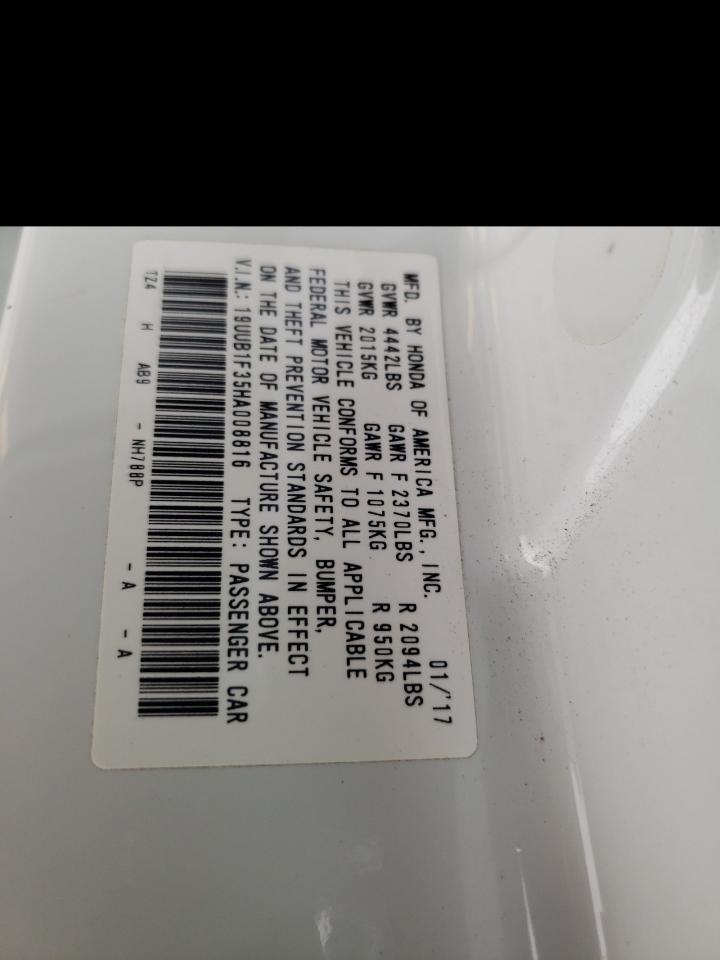 MFD. BY HONDA OF AMERICA MFG., INC. 01/'17
GVWR 4442LBS GAWR F 2370LBS R 2094LBS
GVWR 2015KG GAWR F 1075KG R 950KG
THIS VEHICLE CONFORMS TO ALL APPLICABLE
FEDERAL MOTOR VEHICLE SAFETY, BUMPER,
AND THEFT PREVENTION STANDARDS IN EFFECT
ON THE DATE OF MANUFACTURE SHOWN ABOVE.
V.I.N.: 19UUB1F35HA008816 TYPE: PASSENGER CAR
TZ4 H AB9 - NH788P - A - A